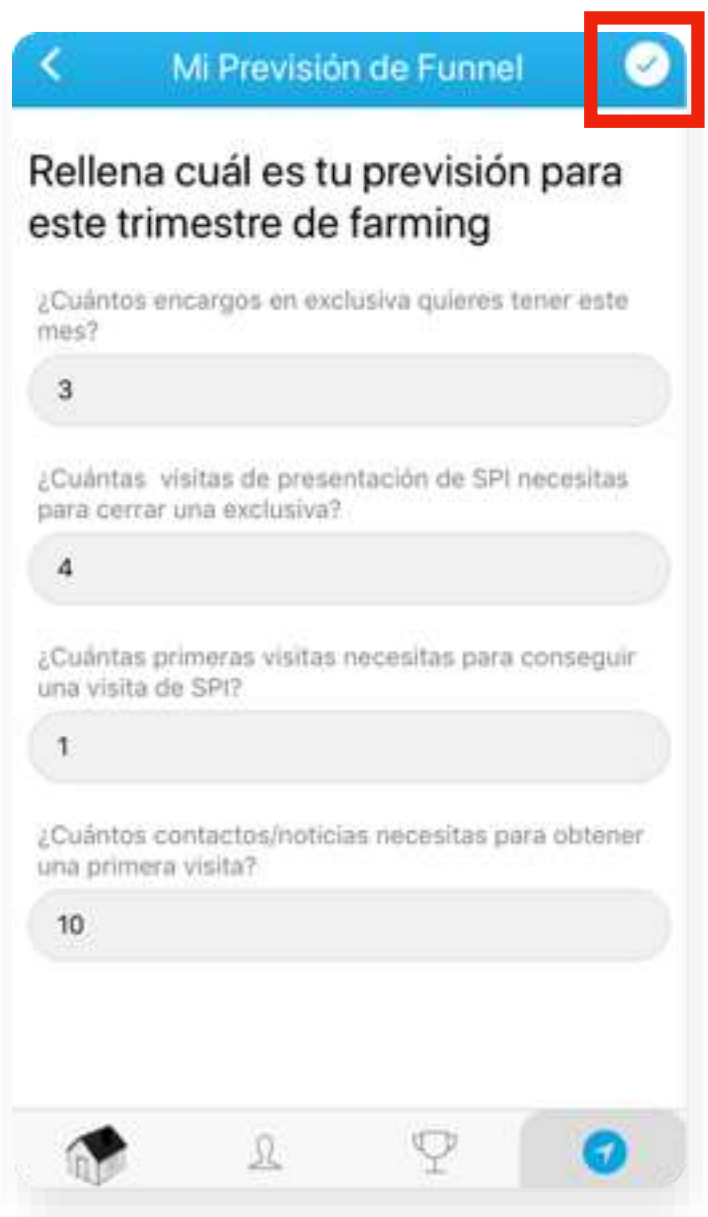 Mi Previsión de Funnel
Rellena cuál es tu previsión para
este trimestre de farming
¿Cuántos encargos en exclusiva quieres tener este
mes?
3
¿Cuántas visitas de presentación de SPI necesitas
para cerrar una exclusiva?
4
¿Cuántas primeras visitas necesitas para conseguir
una visita de SPI?
1
¿Cuántos contactos/noticias necesitas para obtener
una primera visita?
10